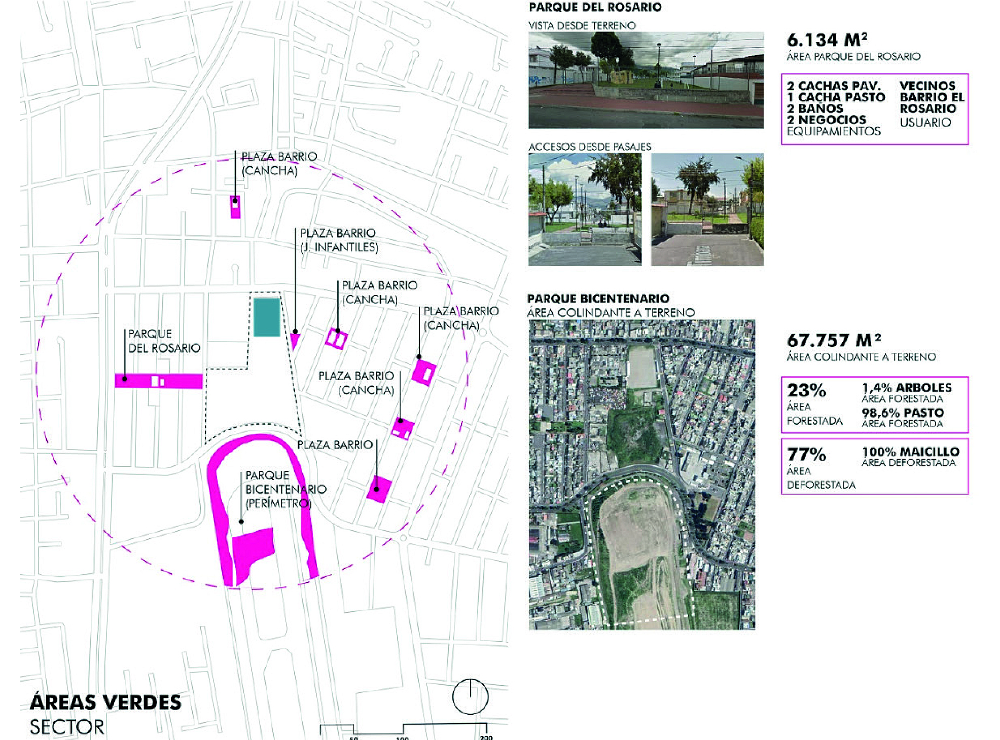 PLAZA BARRIO
(CANCHA)
PLAZA BARRIO
(J. INFANTILES)
PLAZA BARRIO
(CANCHA)
PLAZA BARRIO
(CANCHA)
PARQUE
DEL ROSARIO
PLAZA BARRIO
(CANCHA)
PLAZA BARRIO
PARQUE
BICENTENARIO
(PERÍMETRO)
ÁREAS VERDES
SECTOR
50
100
200
PARQUE DEL ROSARIO
VISTA DESDE TERRENO
6.134 M²
ÁREA PARQUE DEL ROSARIO
2 CACHAS PAV.
1 CACHA PASTO
2 BAÑOS
2 NEGOCIOS
EQUIPAMIENTOS
VECINOS
BARRIO EL
ROSARIO
USUARIO
ACCESOS DESDE PASAJES
PARQUE BICENTENARIO
ÁREA COLINDANTE A TERRENO
67.757 M²
ÁREA COLINDANTE A TERRENO
23%
ÁREA
FORESTADA
1,4% ARBOLES
ÁREA FORESTADA
98,6% PASTO
ÁREA FORESTADA
77%
ÁREA
DEFORESTADA
100% MAICILLO
ÁREA DEFORESTADA